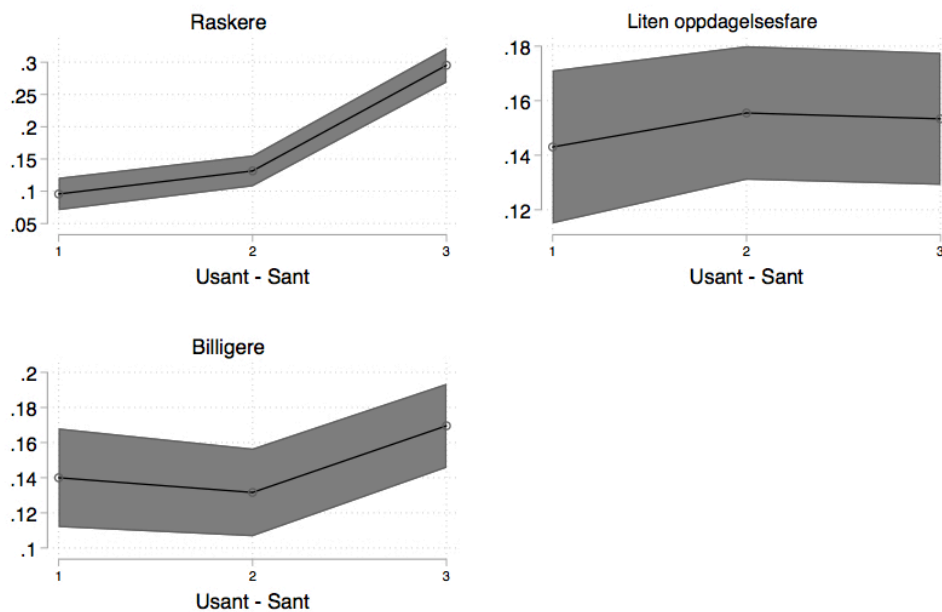 Raskere
.3
.25
.2
.15
.1
.05
1 2 3
Usant - Sant
Liten oppdagelsesfare
.18
.16
.14
.12
1 2 3
Usant - Sant
Billigere
.2
.18
.16
.14
.12
.1
1 2 3
Usant - Sant